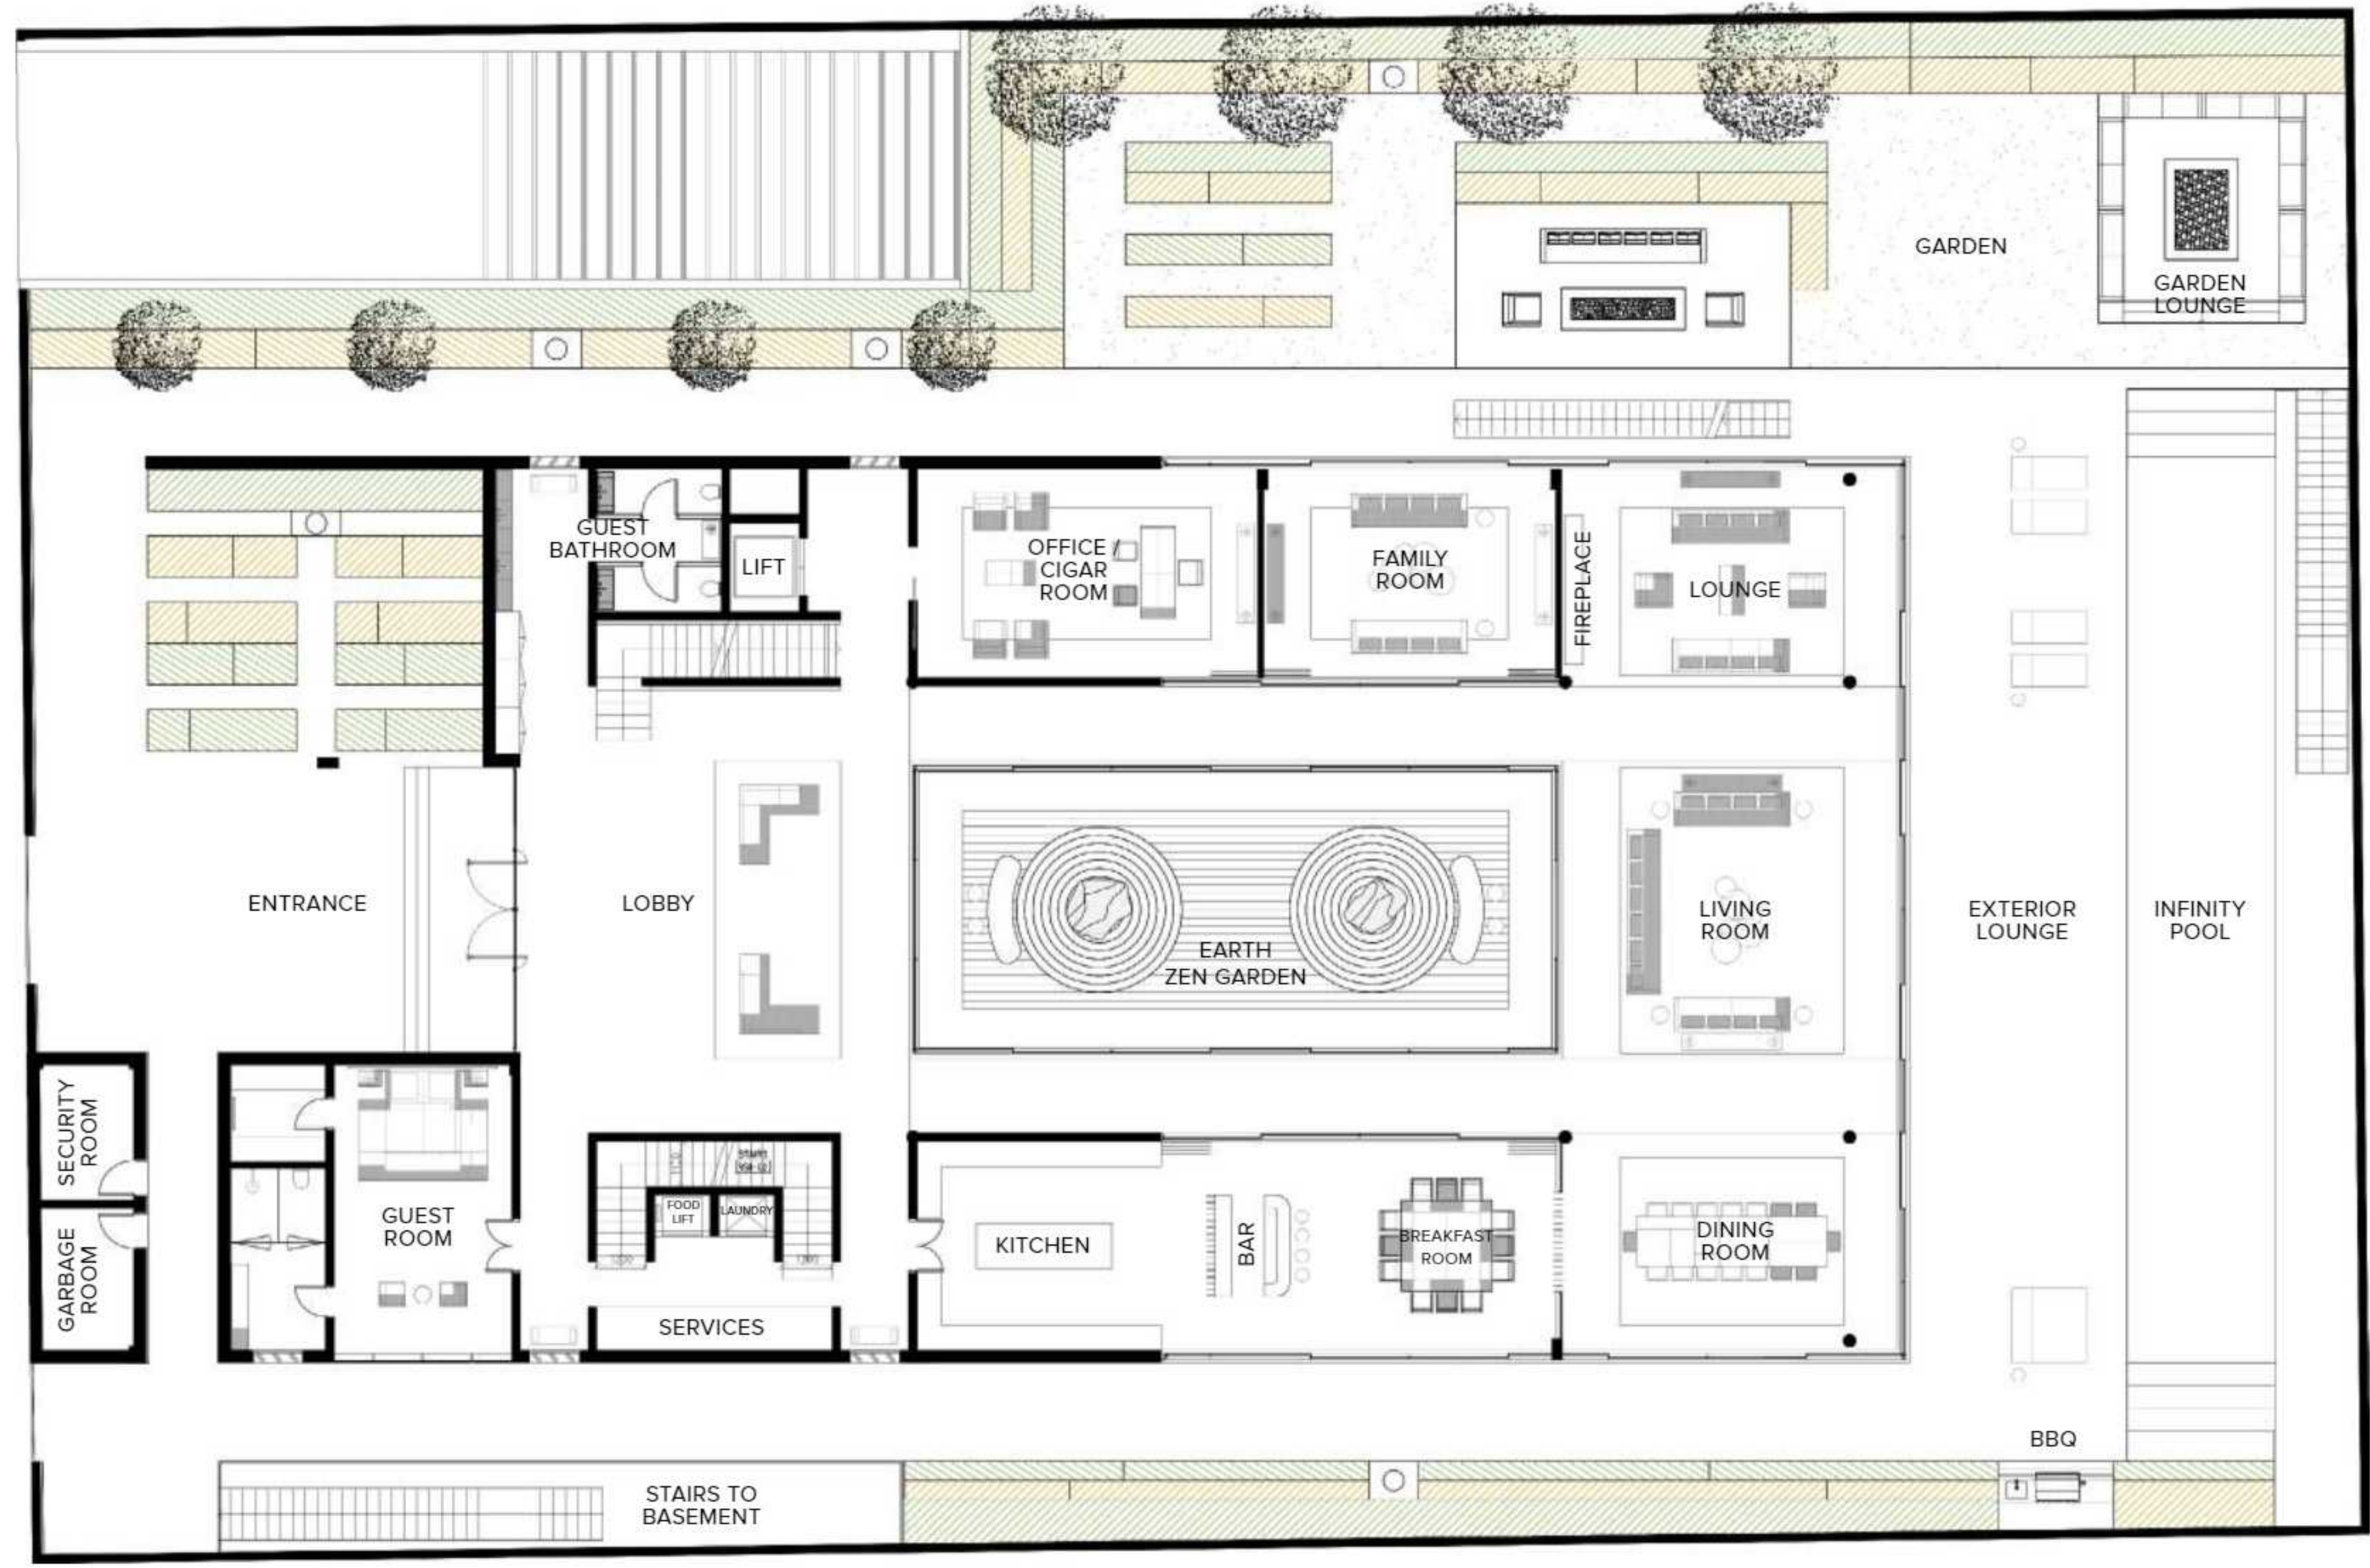 GARDEN
GARDEN
LOUNGE
GUEST
BATHROOM
LIFT
OFFICE /
CIGAR
ROOM
FAMILY
ROOM
FIREPLACE
LOUNGE
ENTRANCE
LOBBY
EARTH
ZEN GARDEN
LIVING
ROOM
EXTERIOR
LOUNGE
INFINITY
POOL
SECURITY
ROOM
GARBAGE
ROOM
GUEST
ROOM
STAIRS
FOOD
LIFT
LAUNDRY
SERVICES
KITCHEN
BAR
BREAKFAST
ROOM
DINING
ROOM
BBQ
STAIRS TO
BASEMENT